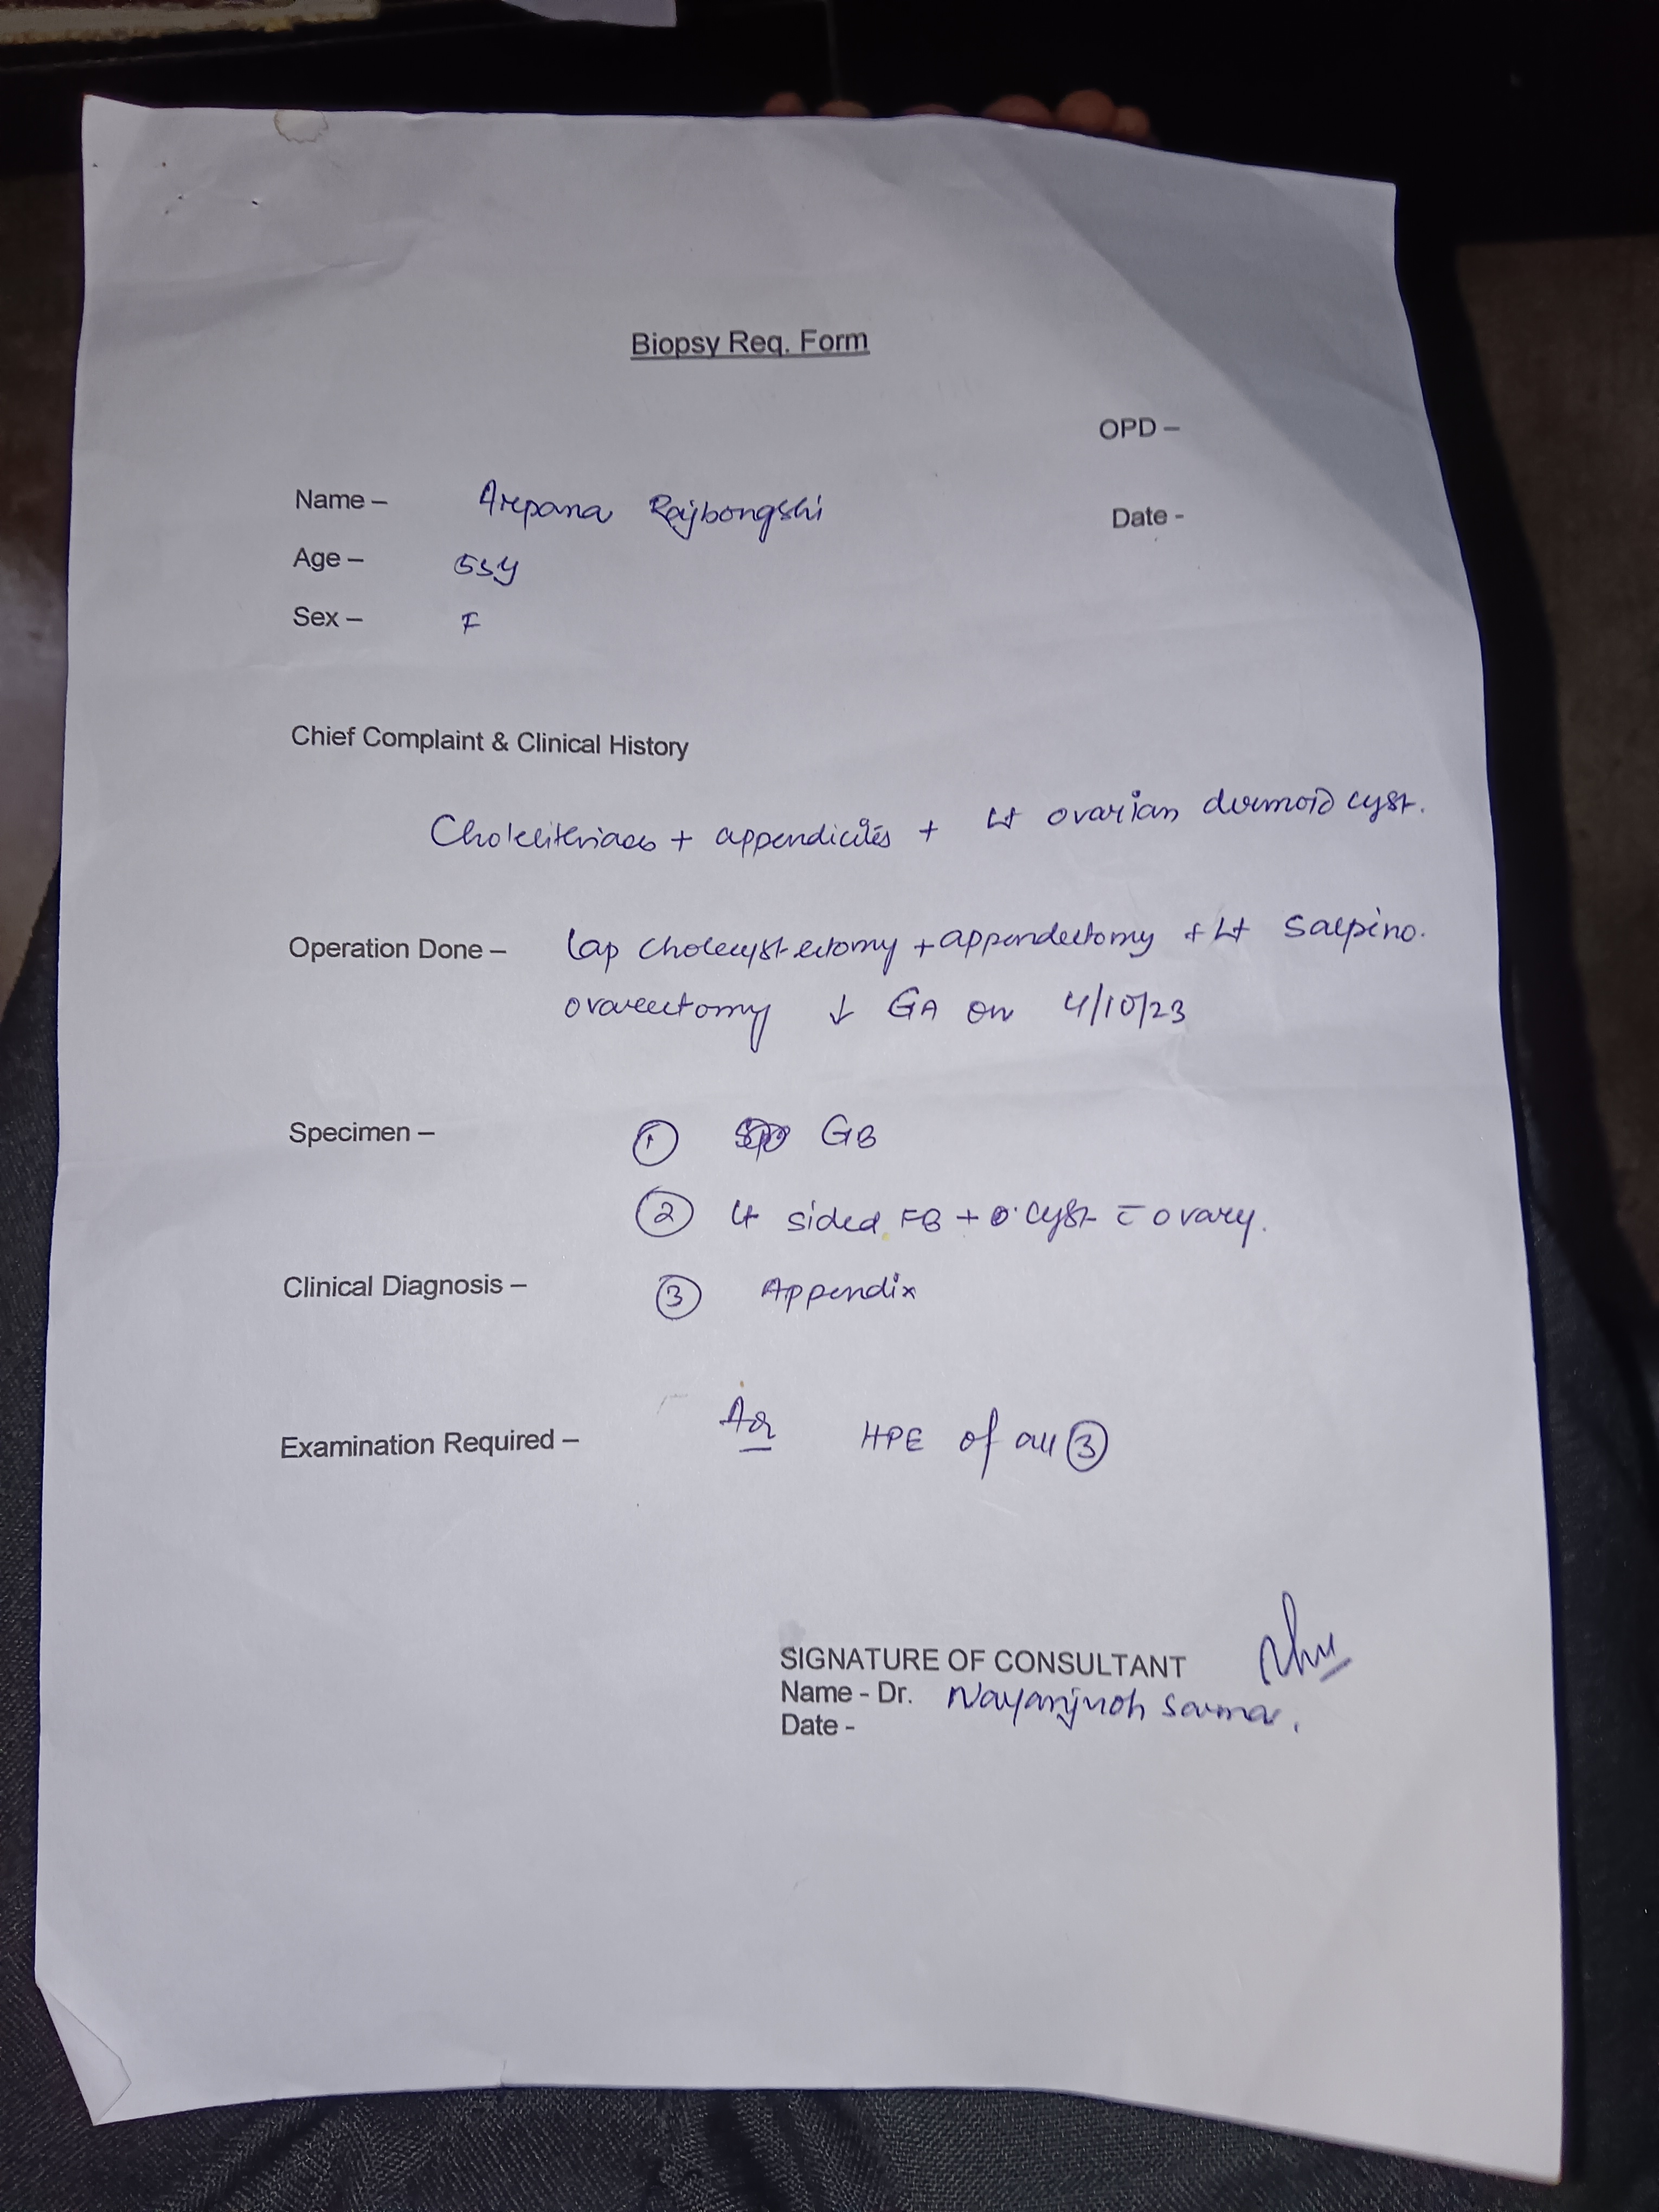 Biopsy Req. Form
OPD –
Name – Arpana Rajbongshi
Date -
Age – 55y
Sex – F
Chief Complaint & Clinical History
+ appendicitis + Lt ovarian dermoid cyst.
Operation Done – lap cholecystectomy + appendectomy + Lt Salpino.
↓ GA on 4/10/23
Specimen – ① GB
② Lt sided FB + cyst c̄ ovary.
Clinical Diagnosis – ③ Appendix
Examination Required – HPE of all ③
SIGNATURE OF CONSULTANT
Name - Dr. Nayanjyoti Sarma.
Date -